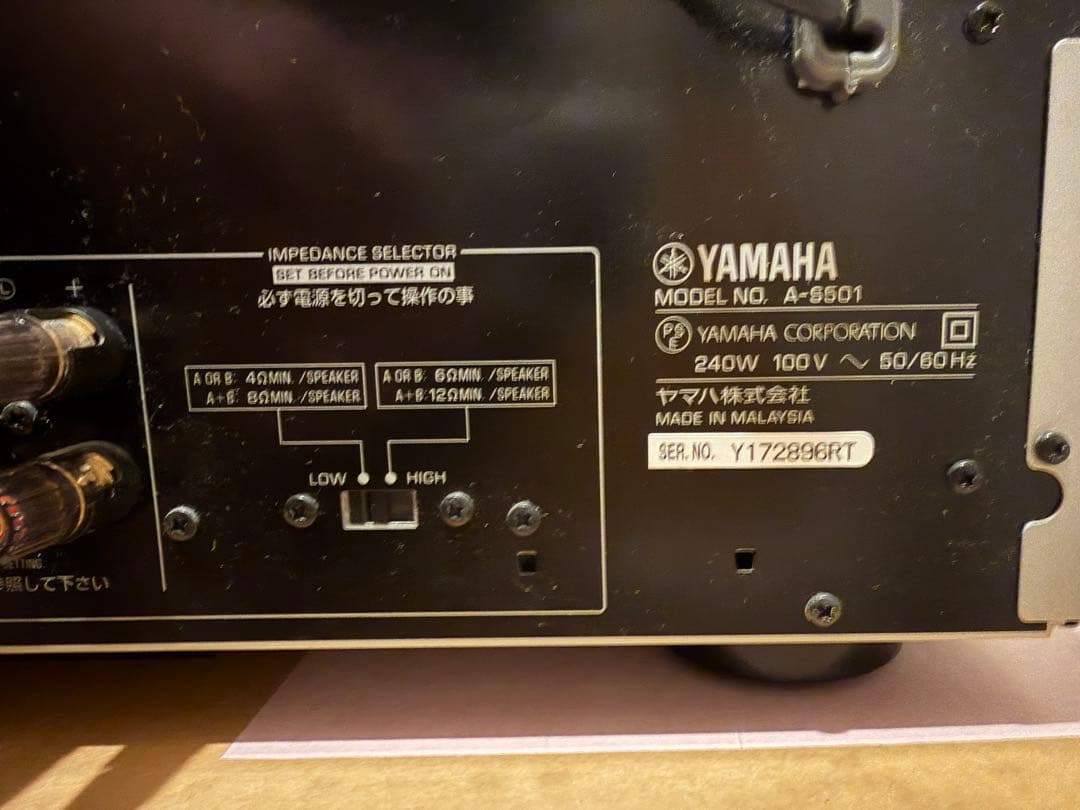 IMPEDANCE SELECTOR
SET BEFORE POWER ON
必ず電源を切って操作の事
L +
A OR B: 4ΩMIN. /SPEAKER
A+B: 8ΩMIN. /SPEAKER
A OR B: 6ΩMIN. /SPEAKER
A+B:12ΩMIN. /SPEAKER
LOW HIGH
SETTING.
照して下さい
YAMAHA
MODEL NO. A-S501
PS E YAMAHA CORPORATION
240W 100V ~ 50/60Hz
ヤマハ株式会社
MADE IN MALAYSIA
SER.NO. Y172896RT